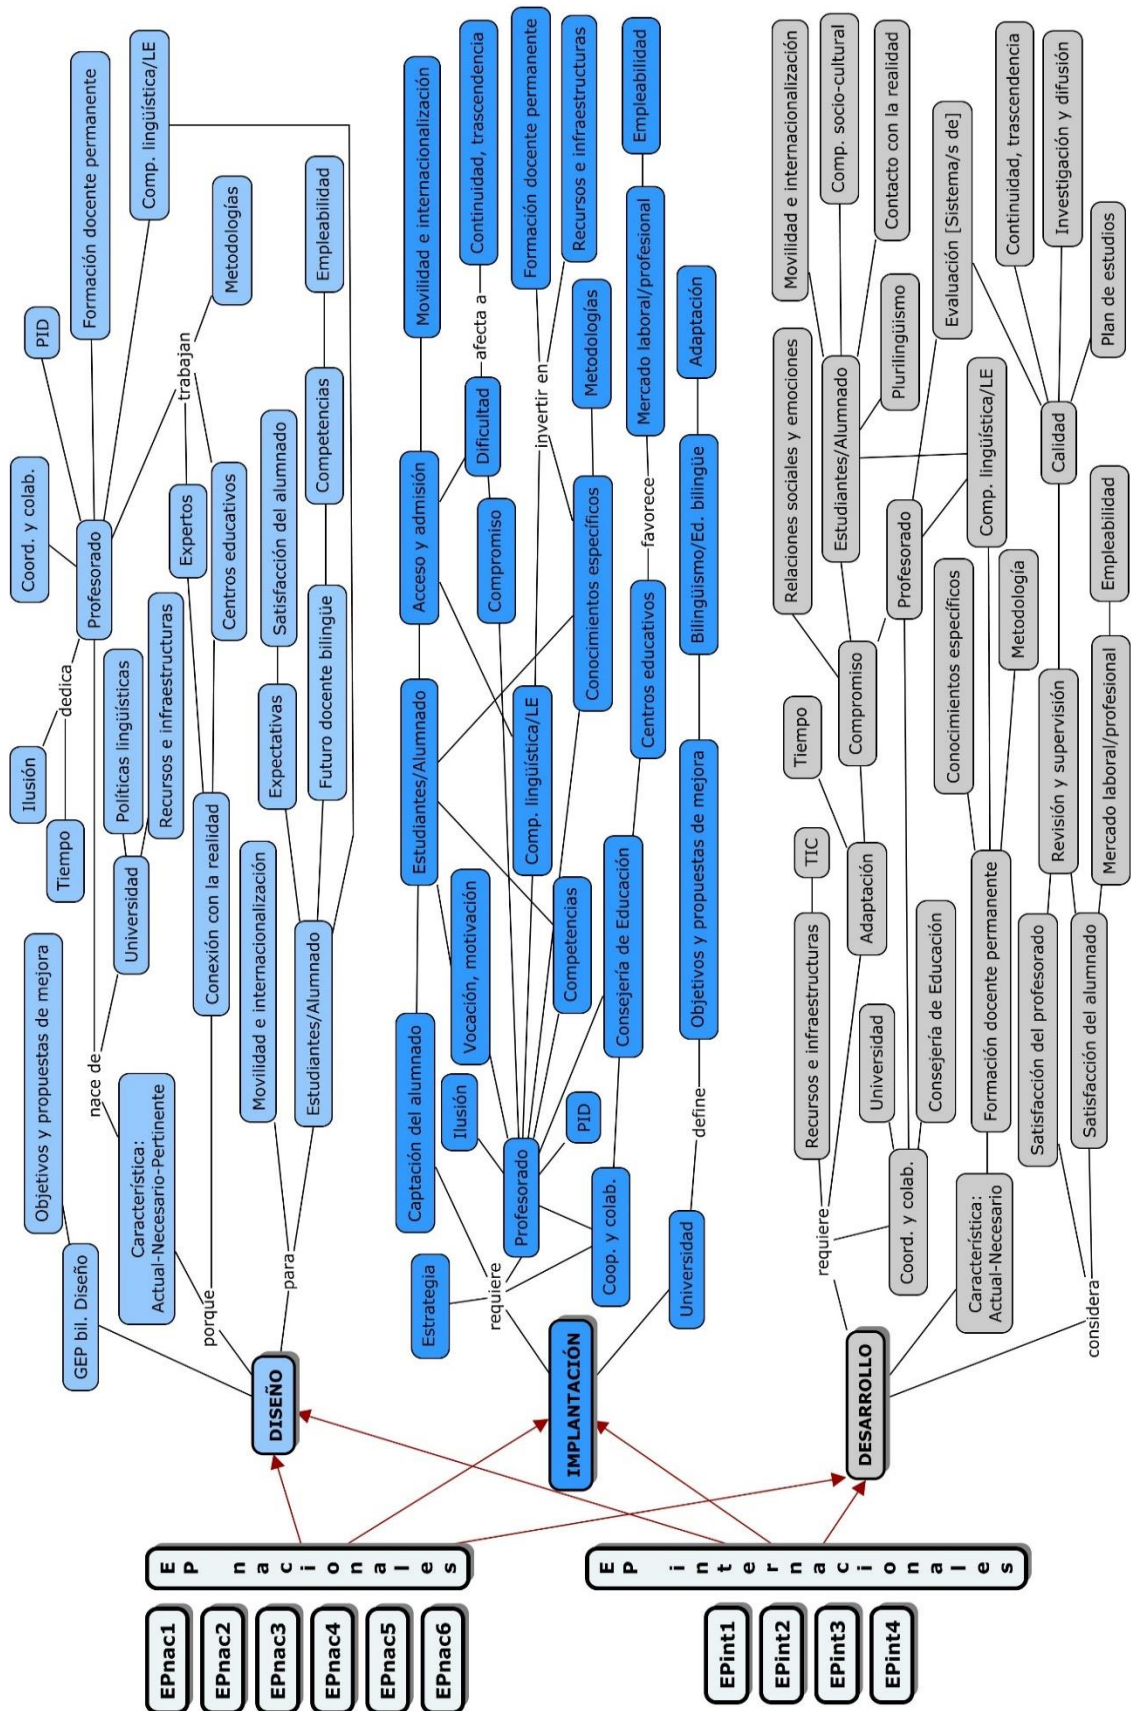 EPnac1
EPnac2
EPnac3
EPnac4
EPnac5
EPnac6
EP nacionales
EPint1
EPint2
EPint3
EPint4
EP internacionales
DISEÑO
GEP bil. Diseño
Objetivos y propuestas de mejora
Característica:
Actual-Necesario-Pertinente
nace de
Universidad
Políticas lingüísticas
Recursos e infraestructuras
Profesorado
dedica
Ilusión
Tiempo
Coord. y colab.
PID
Formación docente permanente
Comp. lingüística/LE
Metodologías
trabajan
Expertos
Centros educativos
porque
Conexión con la realidad
para
Movilidad e internacionalización
Estudiantes/Alumnado
Expectativas
Satisfacción del alumnado
Futuro docente bilingüe
Competencias
Empleabilidad
IMPLANTACIÓN
requiere
Estrategia
Captación del alumnado
Profesorado
Coop. y colab.
Ilusión
Vocación, motivación
PID
Competencias
Estudiantes/Alumnado
Acceso y admisión
Movilidad e internacionalización
Dificultad
afecta a
Continuidad, trascendencia
Compromiso
Comp. lingüística/LE
invertir en
Formación docente permanente
Recursos e infraestructuras
Conocimientos específicos
Metodologías
Consejería de Educación
Centros educativos
favorece
Mercado laboral/profesional
Empleabilidad
Universidad
define
Objetivos y propuestas de mejora
Bilingüismo/Ed. bilingüe
Adaptación
DESARROLLO
requiere
Recursos e infraestructuras
TIC
Adaptación
Tiempo
Compromiso
Relaciones sociales y emociones
Estudiantes/Alumnado
Movilidad e internacionalización
Comp. socio-cultural
Contacto con la realidad
Plurilingüismo
Profesorado
Evaluación [Sistema/s de]
Comp. lingüística/LE
Coord. y colab.
Universidad
Consejería de Educación
Característica:
Actual-Necesario
Formación docente permanente
Conocimientos específicos
Metodología
considera
Satisfacción del profesorado
Satisfacción del alumnado
Revisión y supervisión
Calidad
Continuidad, trascendencia
Investigación y difusión
Plan de estudios
Mercado laboral/profesional
Empleabilidad